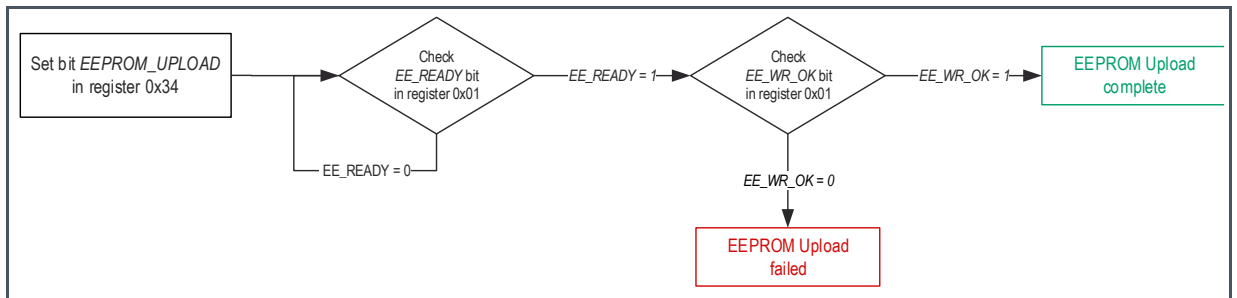 Set bit EEPROM_UPLOAD
in register 0x34
Check
EE_READY bit
in register 0x01
EE_READY = 1
Check
EE_WR_OK bit
in register 0x01
EE_WR_OK = 1
EEPROM Upload
complete
EE_READY = 0
EE_WR_OK = 0
EEPROM Upload
failed